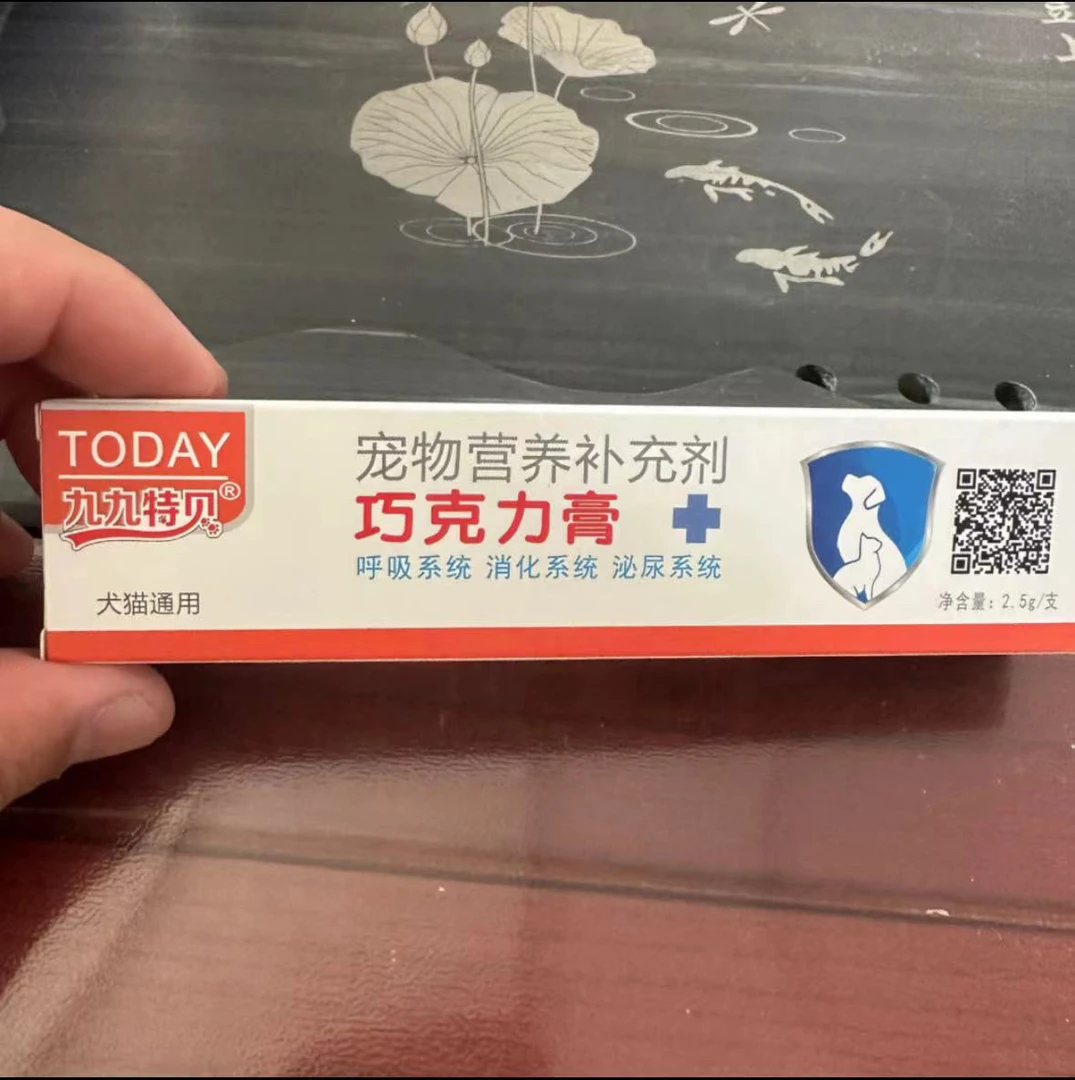 TODAY
九九特贝®
犬猫通用
宠物营养补充剂
巧克力膏
呼吸系统 消化系统 泌尿系统
净含量：2.5g/支